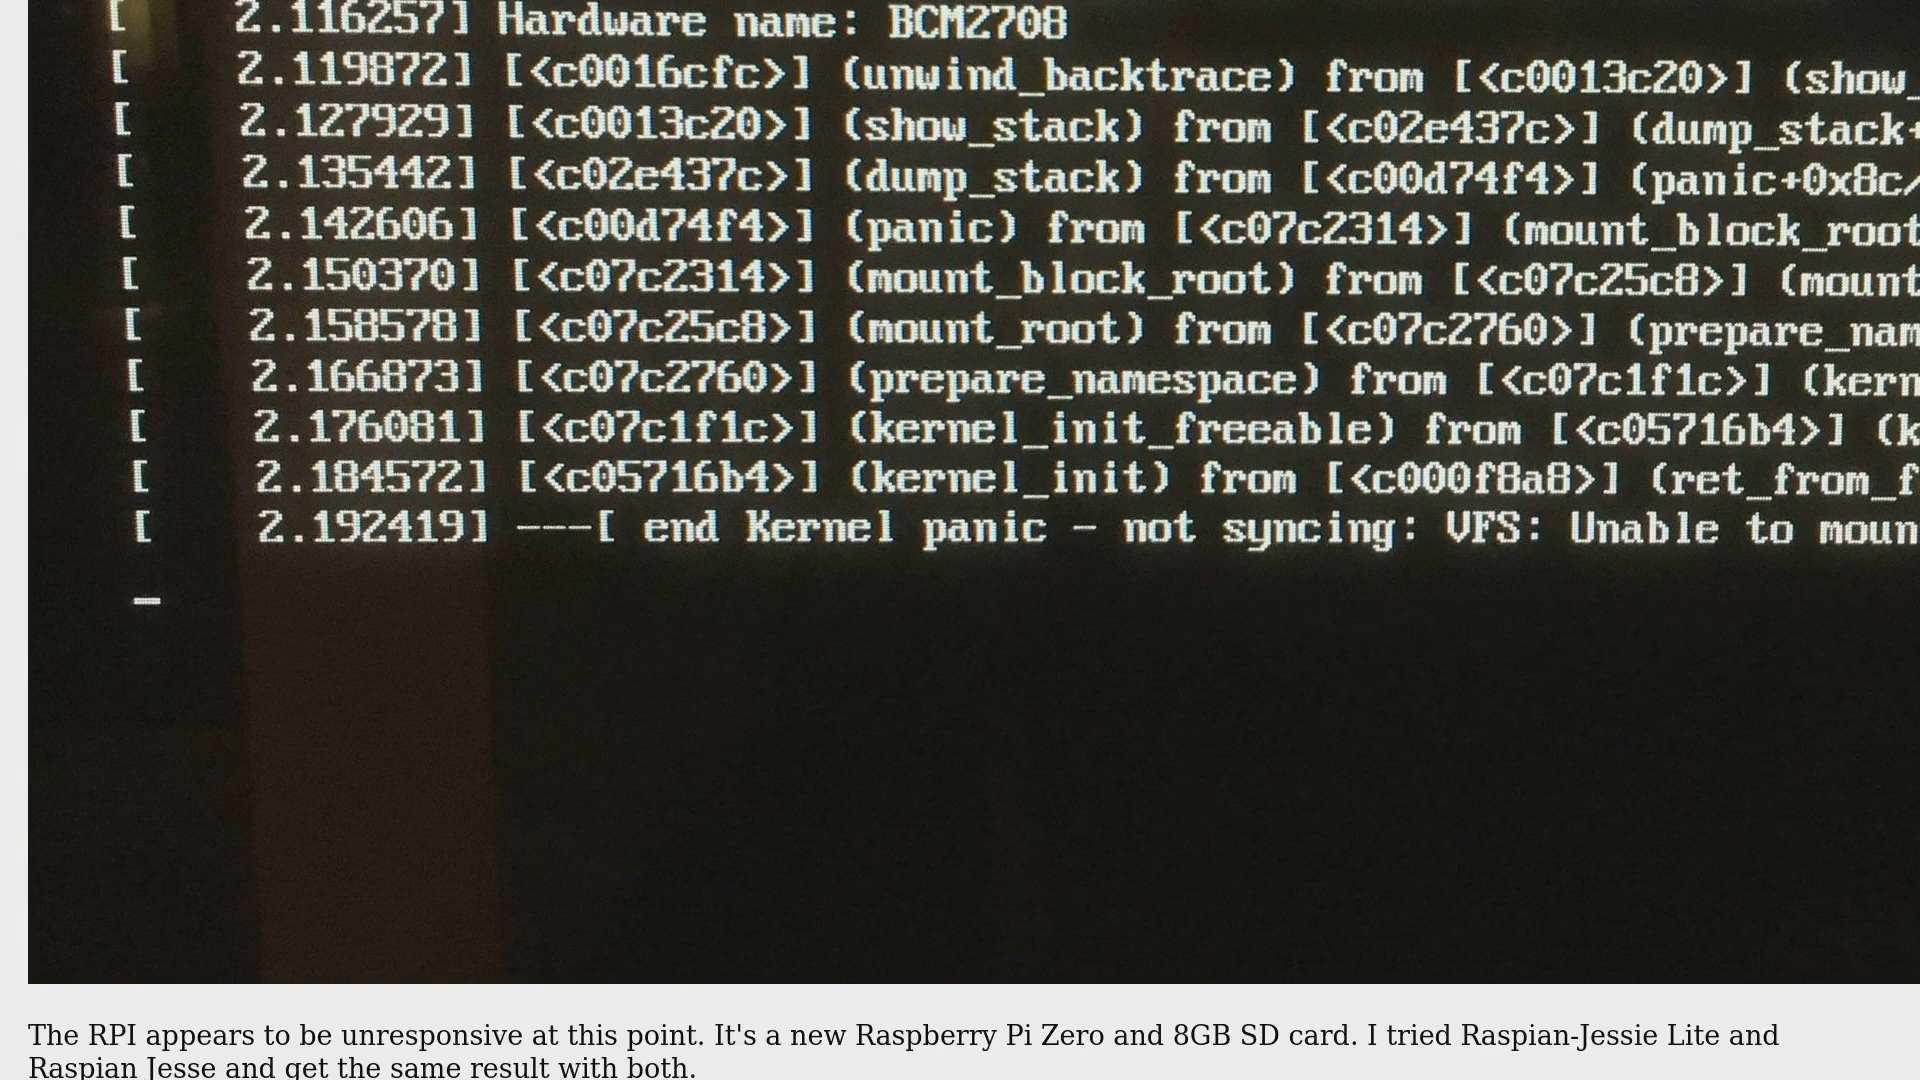 [ 2.116257] Hardware name: BCM2708
[ 2.119872] [<c0016cfc>] (unwind_backtrace) from [<c0013c20>] (show_
[ 2.127929] [<c0013c20>] (show_stack) from [<c02e437c>] (dump_stack+
[ 2.135442] [<c02e437c>] (dump_stack) from [<c00d74f4>] (panic+0x8c/
[ 2.142606] [<c00d74f4>] (panic) from [<c07c2314>] (mount_block_root
[ 2.150370] [<c07c2314>] (mount_block_root) from [<c07c25c8>] (mount
[ 2.158578] [<c07c25c8>] (mount_root) from [<c07c2760>] (prepare_nam
[ 2.166873] [<c07c2760>] (prepare_namespace) from [<c07c1f1c>] (kern
[ 2.176081] [<c07c1f1c>] (kernel_init_freeable) from [<c05716b4>] (k
[ 2.184572] [<c05716b4>] (kernel_init) from [<c000f8a8>] (ret_from_f
[ 2.192419] ---[ end Kernel panic - not syncing: VFS: Unable to moun
The RPI appears to be unresponsive at this point. It's a new Raspberry Pi Zero and 8GB SD card. I tried Raspian-Jessie Lite and
Raspian Jesse and get the same result with both.